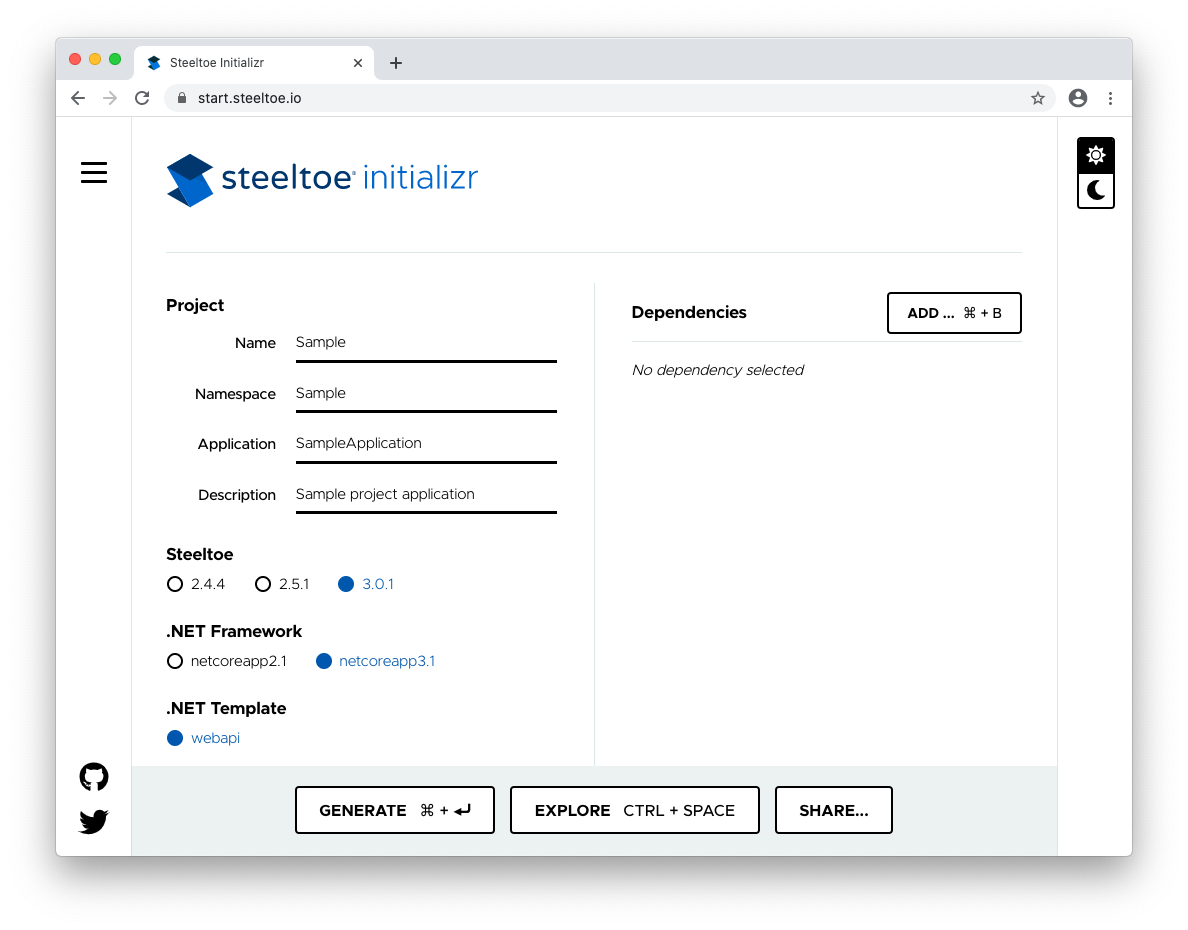 Steeltoe Initializr
start.steeltoe.io
steeltoe® initializr
Project
Name Sample
Namespace Sample
Application SampleApplication
Description Sample project application
Steeltoe
2.4.4 2.5.1 3.0.1
.NET Framework
netcoreapp2.1 netcoreapp3.1
.NET Template
webapi
Dependencies ADD ... ⌘ + B
No dependency selected
GENERATE ⌘ + ↵ EXPLORE CTRL + SPACE SHARE...